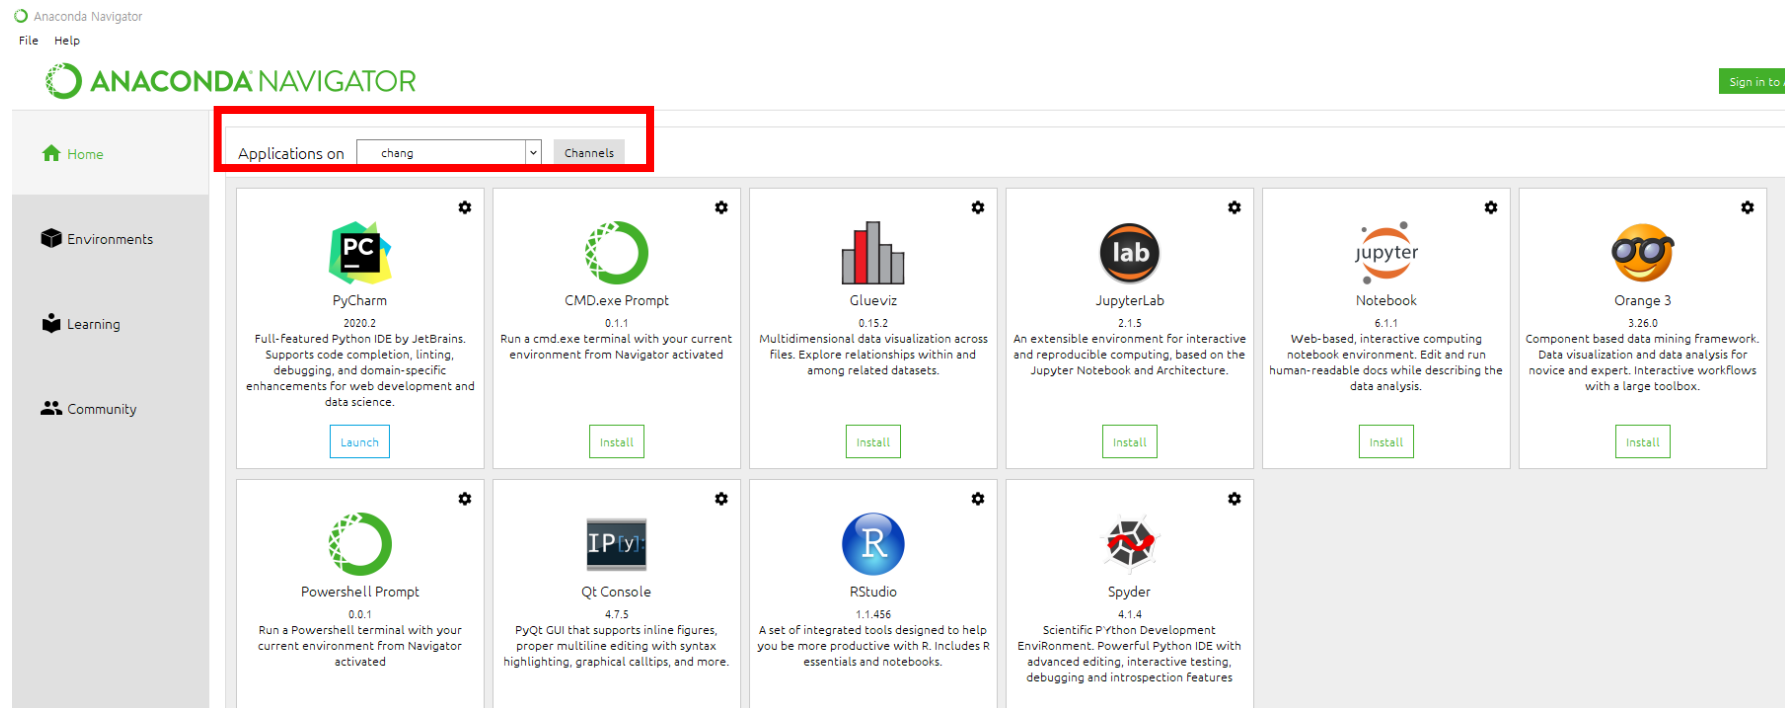 Anaconda Navigator
File Help
ANACONDA NAVIGATOR
Sign in to
Home
Environments
Learning
Community
Applications on chang Channels
PC
PyCharm
2020.2
Full-featured Python IDE by JetBrains.
Supports code completion, linting,
debugging, and domain-specific
enhancements for web development and
data science.
Launch
CMD.exe Prompt
0.1.1
Run a cmd.exe terminal with your current
environment from Navigator activated
Install
Glueviz
0.15.2
Multidimensional data visualization across
files. Explore relationships within and
among related datasets.
Install
lab
JupyterLab
2.1.5
An extensible environment for interactive
and reproducible computing, based on the
Jupyter Notebook and Architecture.
Install
jupyter
Notebook
6.1.1
Web-based, interactive computing
notebook environment. Edit and run
human-readable docs while describing the
data analysis.
Install
Orange 3
3.26.0
Component based data mining framework.
Data visualization and data analysis for
novice and expert. Interactive workflows
with a large toolbox.
Install
Powershell Prompt
0.0.1
Run a Powershell terminal with your
current environment from Navigator
activated
IP[y]:
Qt Console
4.7.5
PyQt GUI that supports inline figures,
proper multiline editing with syntax
highlighting, graphical calltips, and more.
R
RStudio
1.1.456
A set of integrated tools designed to help
you be more productive with R. Includes R
essentials and notebooks.
Spyder
4.1.4
Scientific PYthon Development
EnviRonment. Powerful Python IDE with
advanced editing, interactive testing,
debugging and introspection features